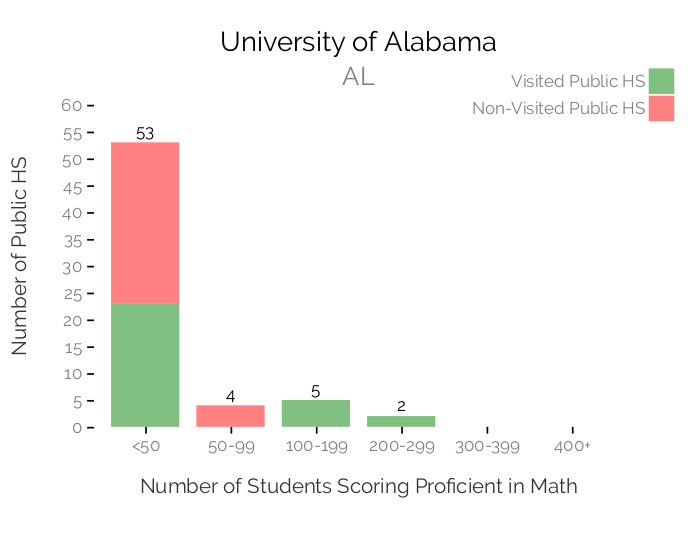 University of Alabama
AL
Visited Public HS
Non-Visited Public HS
Number of Public HS
60
55
50
45
40
35
30
25
20
15
10
5
0
53
4
5
2
<50 50-99 100-199 200-299 300-399 400+
Number of Students Scoring Proficient in Math